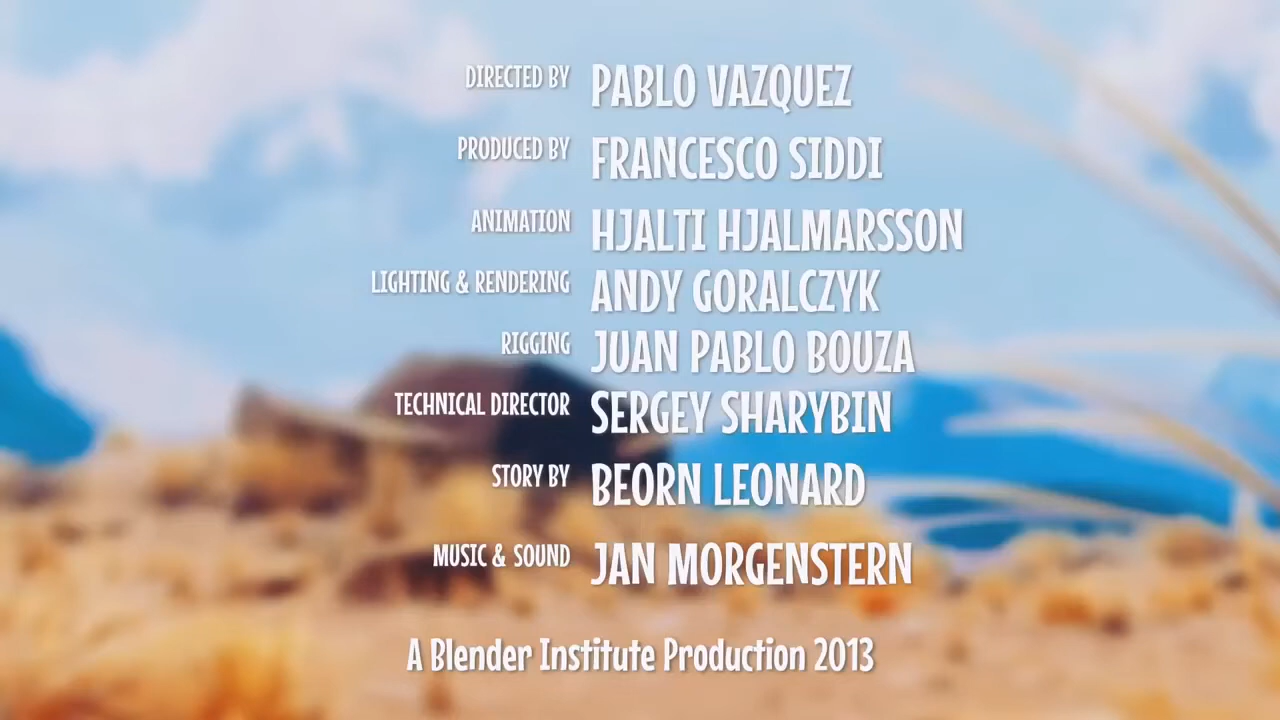 DIRECTED BY PABLO VAZQUEZ
PRODUCED BY FRANCESCO SIDDI
ANIMATION HJALTI HJALMARSSON
LIGHTING & RENDERING ANDY GORALCZYK
RIGGING JUAN PABLO BOUZA
TECHNICAL DIRECTOR SERGEY SHARYBIN
STORY BY BEORN LEONARD
MUSIC & SOUND JAN MORGENSTERN
A Blender Institute Production 2013